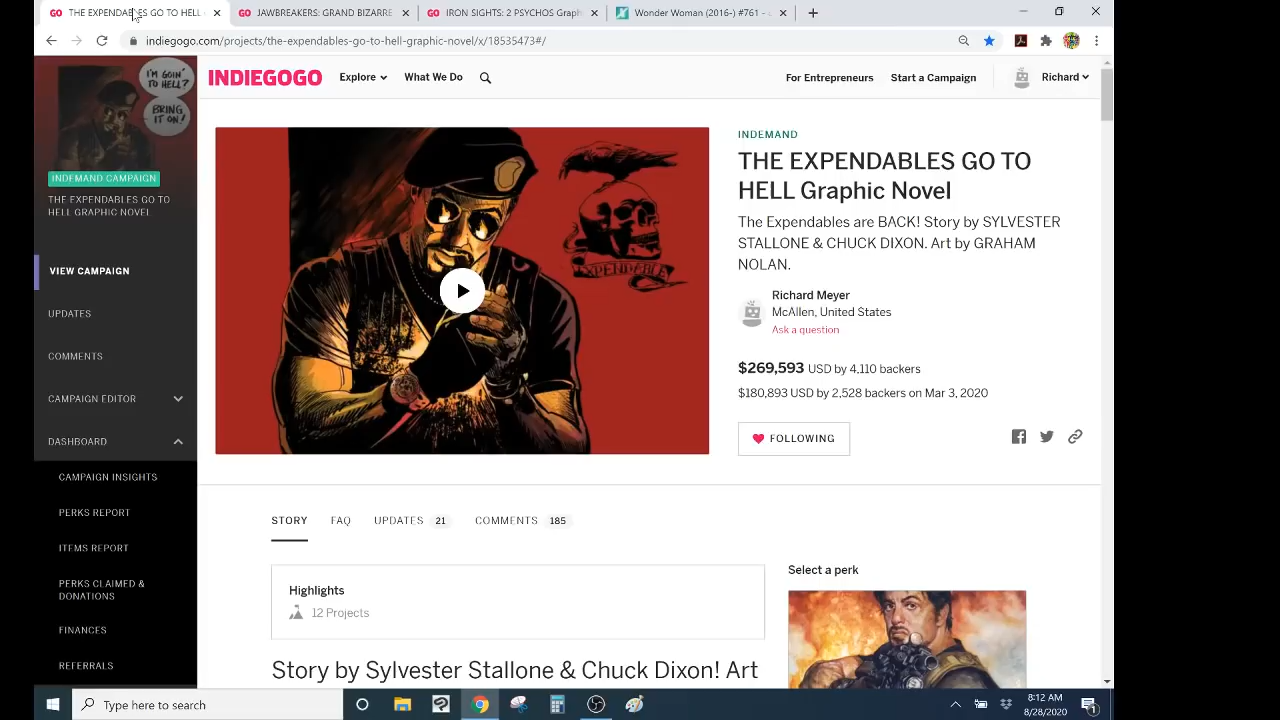 THE EXPENDABLES GO TO HELL
JAWBREAKERS: GRAND BIZARRE
IRON SIGHTS: 2 PSYCHOS Graph
Wonder Woman (2016-) #761 -
indiegogo.com/projects/the-expendables-go-to-hell-graphic-novel/x/18535473#/
I'M GOIN'
TO HELL?
BRING
IT ON!
INDEMAND CAMPAIGN
THE EXPENDABLES GO TO
HELL GRAPHIC NOVEL
VIEW CAMPAIGN
UPDATES
COMMENTS
CAMPAIGN EDITOR
DASHBOARD
CAMPAIGN INSIGHTS
PERKS REPORT
ITEMS REPORT
PERKS CLAIMED &
DONATIONS
FINANCES
REFERRALS
INDIEGOGO
Explore
What We Do
For Entrepreneurs
Start a Campaign
Richard
EXPENDABLE
INDEMAND
THE EXPENDABLES GO TO
HELL Graphic Novel
The Expendables are BACK! Story by SYLVESTER
STALLONE & CHUCK DIXON. Art by GRAHAM
NOLAN.
Richard Meyer
McAllen, United States
Ask a question
$269,593 USD by 4,110 backers
$180,893 USD by 2,528 backers on Mar 3, 2020
FOLLOWING
STORY
FAQ
UPDATES 21
COMMENTS 185
Highlights
12 Projects
Select a perk
Story by Sylvester Stallone & Chuck Dixon! Art
Type here to search
8:12 AM
8/28/2020
1